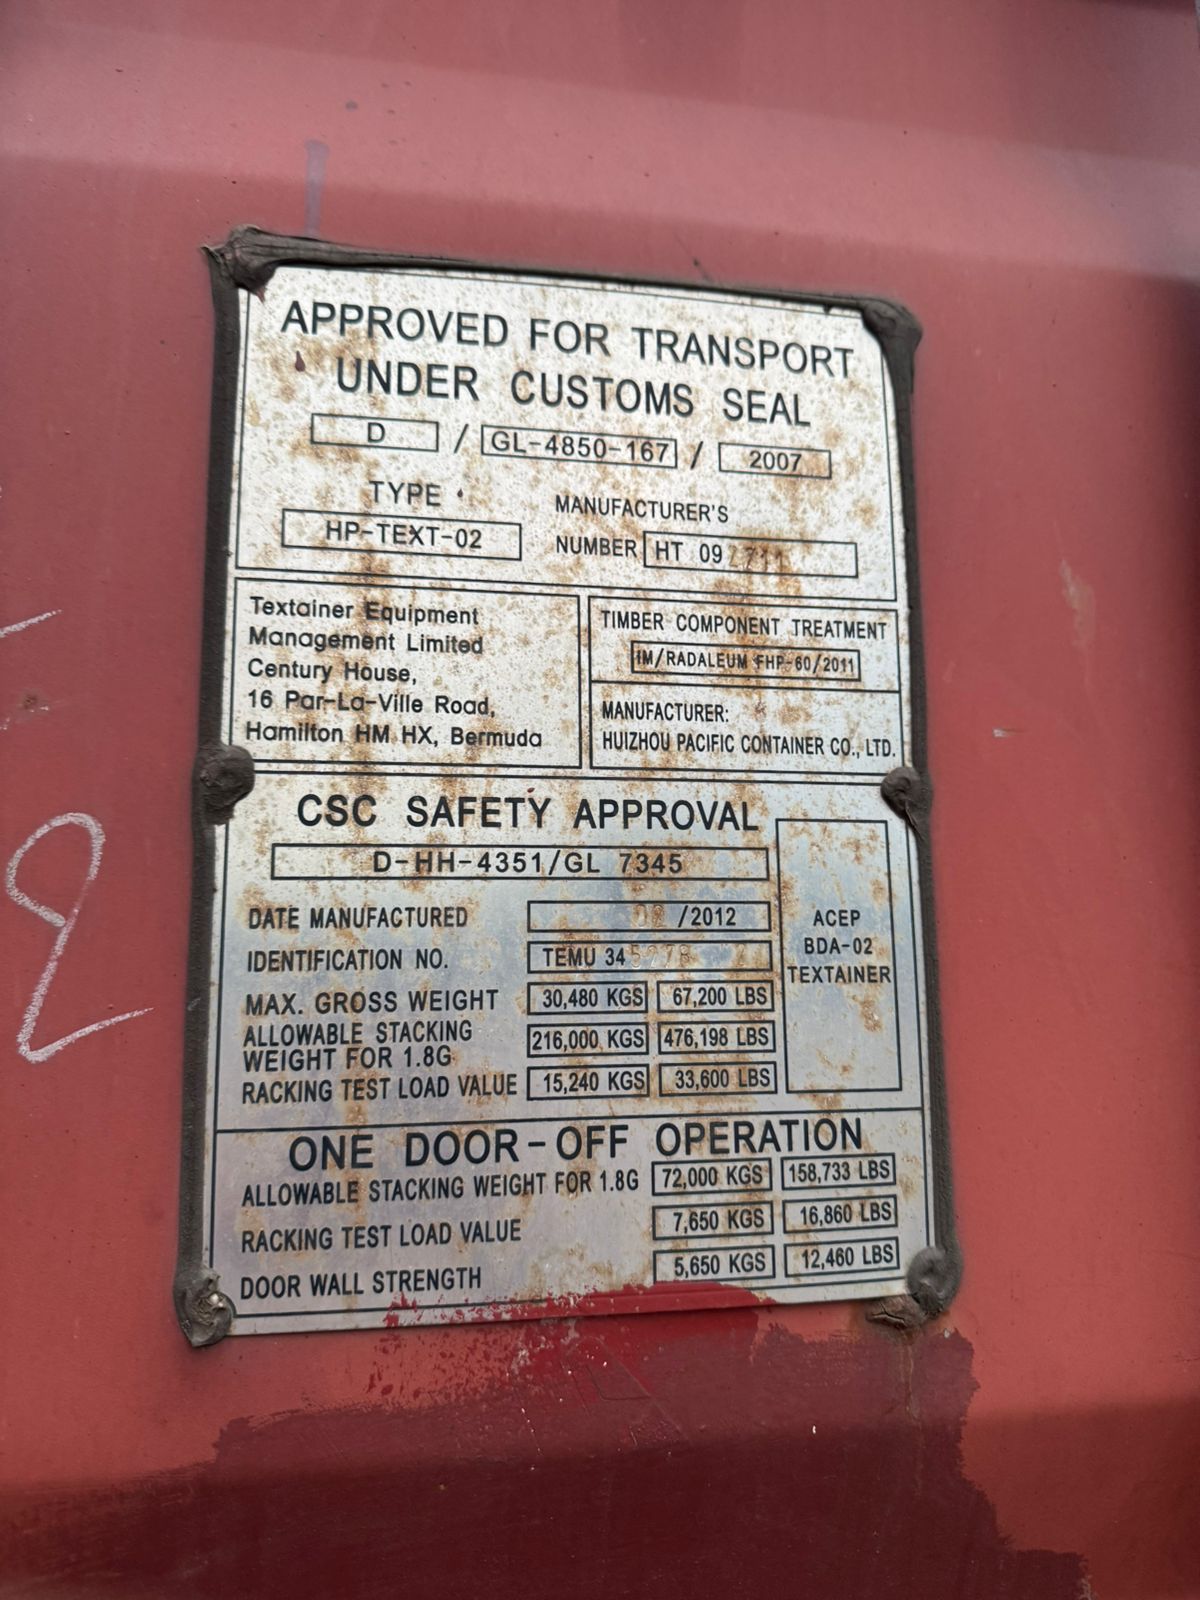 APPROVED FOR TRANSPORT
UNDER CUSTOMS SEAL
D / GL-4850-167 / 2007
TYPE
HP-TEXT-02
MANUFACTURER'S
NUMBER HT 09
Textainer Equipment
Management Limited
Century House,
16 Par-La-Ville Road,
Hamilton HM HX, Bermuda
TIMBER COMPONENT TREATMENT
IM/RADALEUM FHP-60/2011
MANUFACTURER:
HUIZHOU PACIFIC CONTAINER CO., LTD.
CSC SAFETY APPROVAL
D-HH-4351/GL 7345
DATE MANUFACTURED /2012
IDENTIFICATION NO. TEMU 34
MAX. GROSS WEIGHT 30,480 KGS 67,200 LBS
ALLOWABLE STACKING
WEIGHT FOR 1.8G 216,000 KGS 476,198 LBS
RACKING TEST LOAD VALUE 15,240 KGS 33,600 LBS
ACEP
BDA-02
TEXTAINER
ONE DOOR-OFF OPERATION
ALLOWABLE STACKING WEIGHT FOR 1.8G 72,000 KGS 158,733 LBS
RACKING TEST LOAD VALUE 7,650 KGS 16,860 LBS
DOOR WALL STRENGTH 5,650 KGS 12,460 LBS